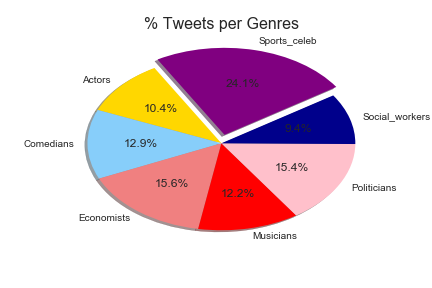 % Tweets per Genres
Sports_celeb
24.1%
Actors
10.4%
Social_workers
9.4%
Comedians
12.9%
Politicians
15.4%
Economists
15.6%
Musicians
12.2%